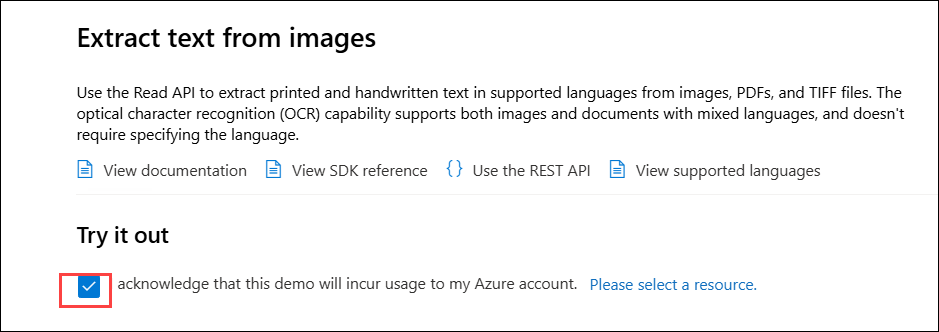 Extract text from images
Use the Read API to extract printed and handwritten text in supported languages from images, PDFs, and TIFF files. The
optical character recognition (OCR) capability supports both images and documents with mixed languages, and doesn't
require specifying the language.
View documentation View SDK reference {} Use the REST API View supported languages
Try it out
acknowledge that this demo will incur usage to my Azure account. Please select a resource.